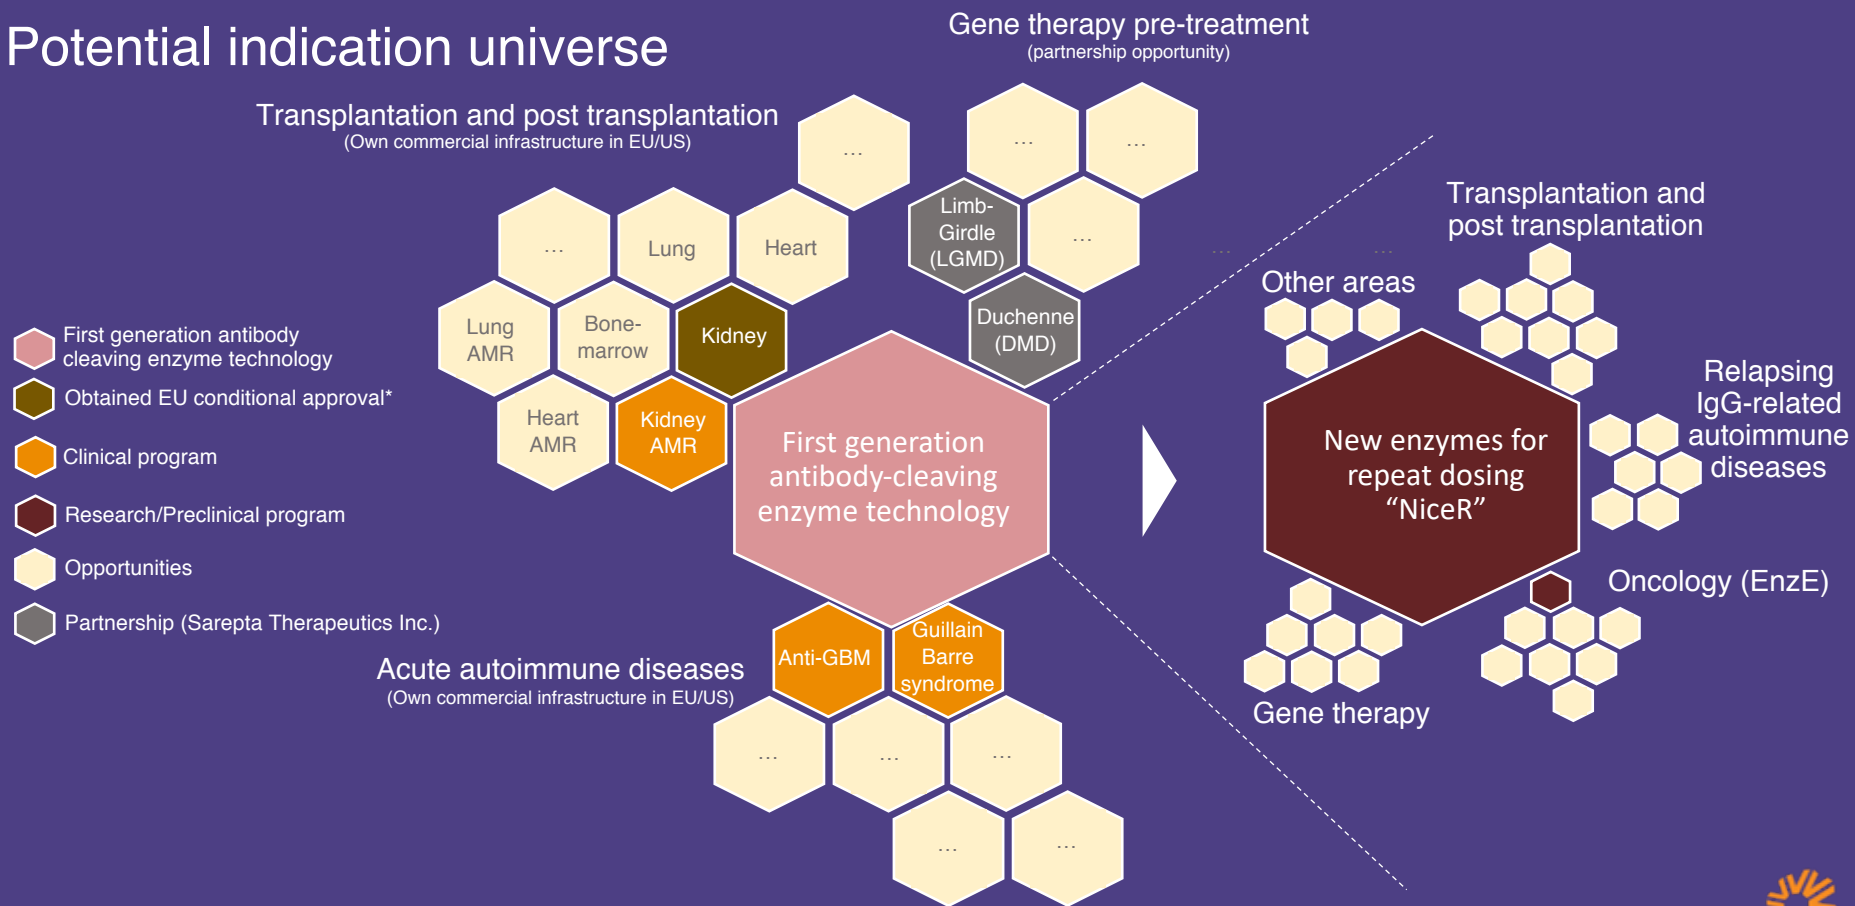 Potential indication universe
Gene therapy pre-treatment
(partnership opportunity)
Transplantation and post transplantation
(Own commercial infrastructure in EU/US)
...
...
...
Limb-
Girdle
(LGMD)
...
Duchenne
(DMD)
...
Lung
Heart
Lung
AMR
Bone-
marrow
Kidney
Heart
AMR
Kidney
AMR
First generation antibody
cleaving enzyme technology
Obtained EU conditional approval*
Clinical program
Research/Preclinical program
Opportunities
Partnership (Sarepta Therapeutics Inc.)
First generation
antibody-cleaving
enzyme technology
Acute autoimmune diseases
(Own commercial infrastructure in EU/US)
Anti-GBM
Guillain
Barre
syndrome
...
...
...
...
...
...
...
Transplantation and
post transplantation
Other areas
Relapsing
IgG-related
autoimmune
diseases
New enzymes for
repeat dosing
“NiceR”
Oncology (EnzE)
Gene therapy